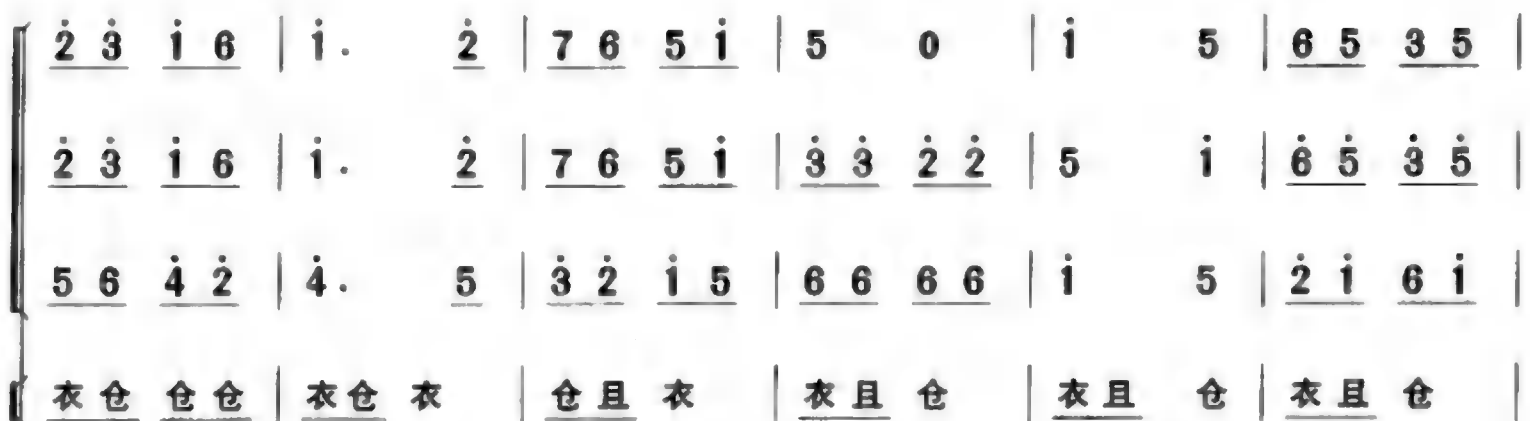 2̇ 3̇ 1̇ 6 | 1̇. 2̇ | 7 6 5 1̇ | 5 0 | 1̇ 5 | 6 5 3 5 |
2̇ 3̇ 1̇ 6 | 1̇. 2̇ | 7 6 5 1̇ | 3̇ 3̇ 2̇ 2̇ | 5 1̇ | 6̇ 5̇ 3̇ 5̇ |
5 6 4̇ 2̇ | 4̇. 5 | 3̇ 2̇ 1̇ 5 | 6 6 6 6 | 1̇ 5 | 2̇ 1̇ 6 1̇ |
衣仓 仓仓 | 衣仓 衣 | 仓且 衣 | 衣且 仓 | 衣且 仓 | 衣且 仓 |